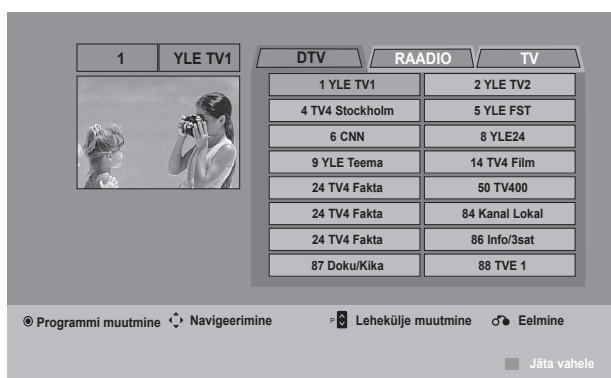 1 YLE TV1
DTV RAADIO TV
1 YLE TV1 2 YLE TV2
4 TV4 Stockholm 5 YLE FST
6 CNN 8 YLE24
9 YLE Teema 14 TV4 Film
24 TV4 Fakta 50 TV400
24 TV4 Fakta 84 Kanal Lokal
24 TV4 Fakta 86 Info/3sat
87 Doku/Kika 88 TVE 1
Programmi muutmine Navigeerimine P Lehekülje muutmine Eelmine
Jäta vahele